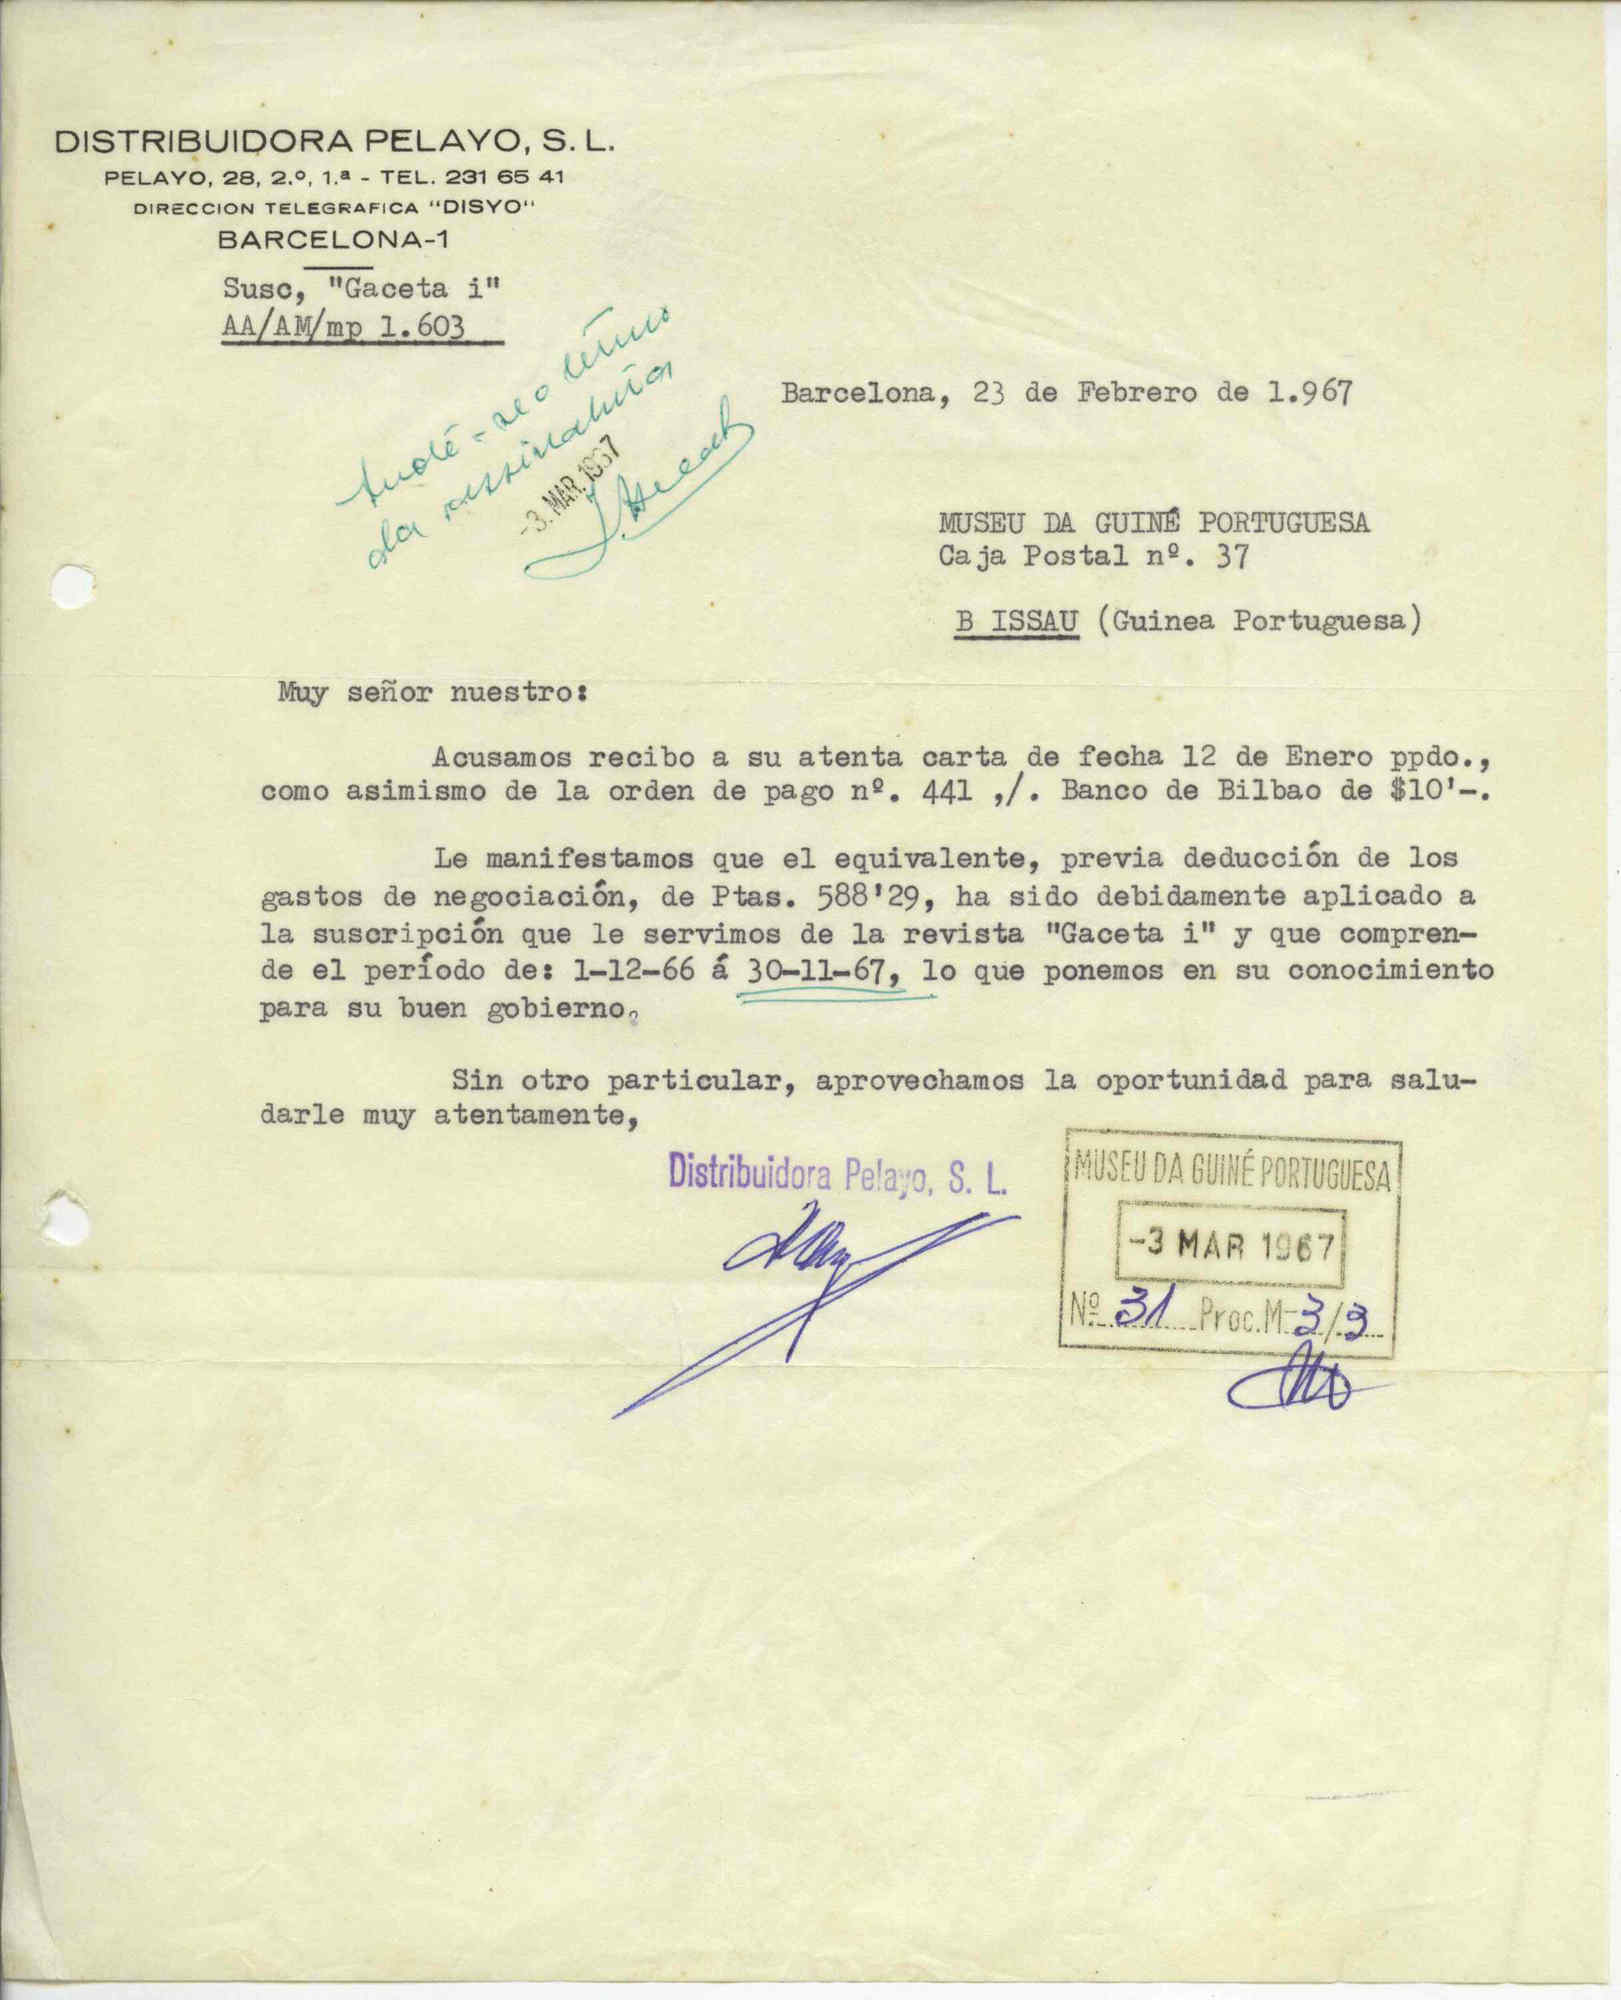 DISTRIBUIDORA PELAYO, S. L.
PELAYO, 28, 2.º, 1.ª - TEL. 231 65 41
DIRECCION TELEGRAFICA "DISYO"
BARCELONA-1
Susc, "Gaceta i"
AA/AM/mp 1.603
da assinatura
-3. MAR. 1967
Barcelona, 23 de Febrero de 1.967
MUSEU DA GUINÉ PORTUGUESA
Caja Postal nº. 37
B ISSAU (Guinea Portuguesa)
Muy señor nuestro:
Acusamos recibo a su atenta carta de fecha 12 de Enero ppdo.,
como asimismo de la orden de pago nº. 441 ,/. Banco de Bilbao de $10'-.
Le manifestamos que el equivalente, previa deducción de los
gastos de negociación, de Ptas. 588'29, ha sido debidamente aplicado a
la suscripción que le servimos de la revista "Gaceta i" y que compren-
de el período de: 1-12-66 á 30-11-67, lo que ponemos en su conocimiento
para su buen gobierno.
Sin otro particular, aprovechamos la oportunidad para salu-
darle muy atentamente,
Distribuidora Pelayo, S. L.
MUSEU DA GUINÉ PORTUGUESA
-3 MAR 1967
Nº 31 Proc. M-3/3